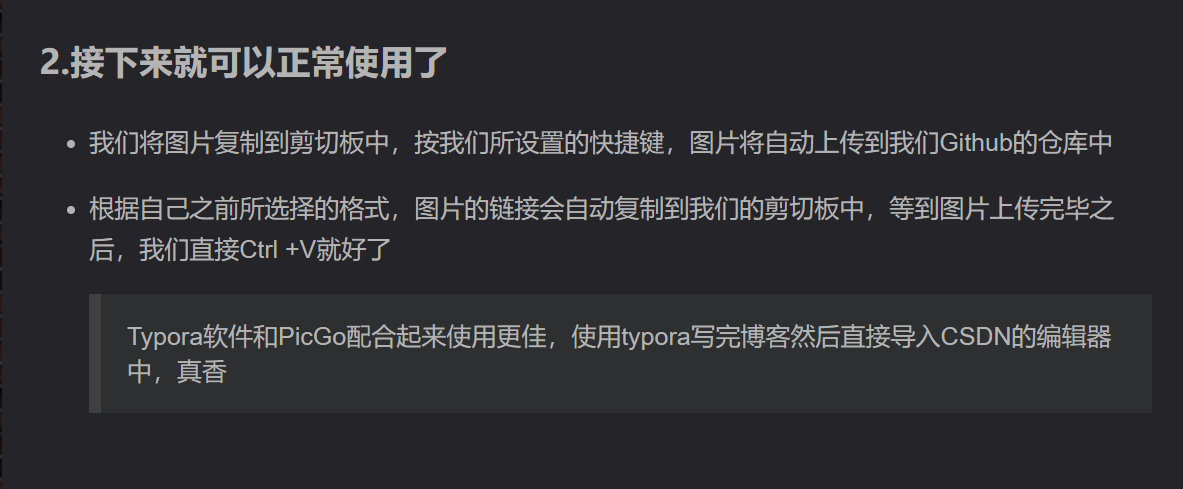 2.接下来就可以正常使用了
我们将图片复制到剪切板中，按我们所设置的快捷键，图片将自动上传到我们Github的仓库中
根据自己之前所选择的格式，图片的链接会自动复制到我们的剪切板中，等到图片上传完毕之
后，我们直接Ctrl +V就好了
Typora软件和PicGo配合起来使用更佳，使用typora写完博客然后直接导入CSDN的编辑器
中，真香